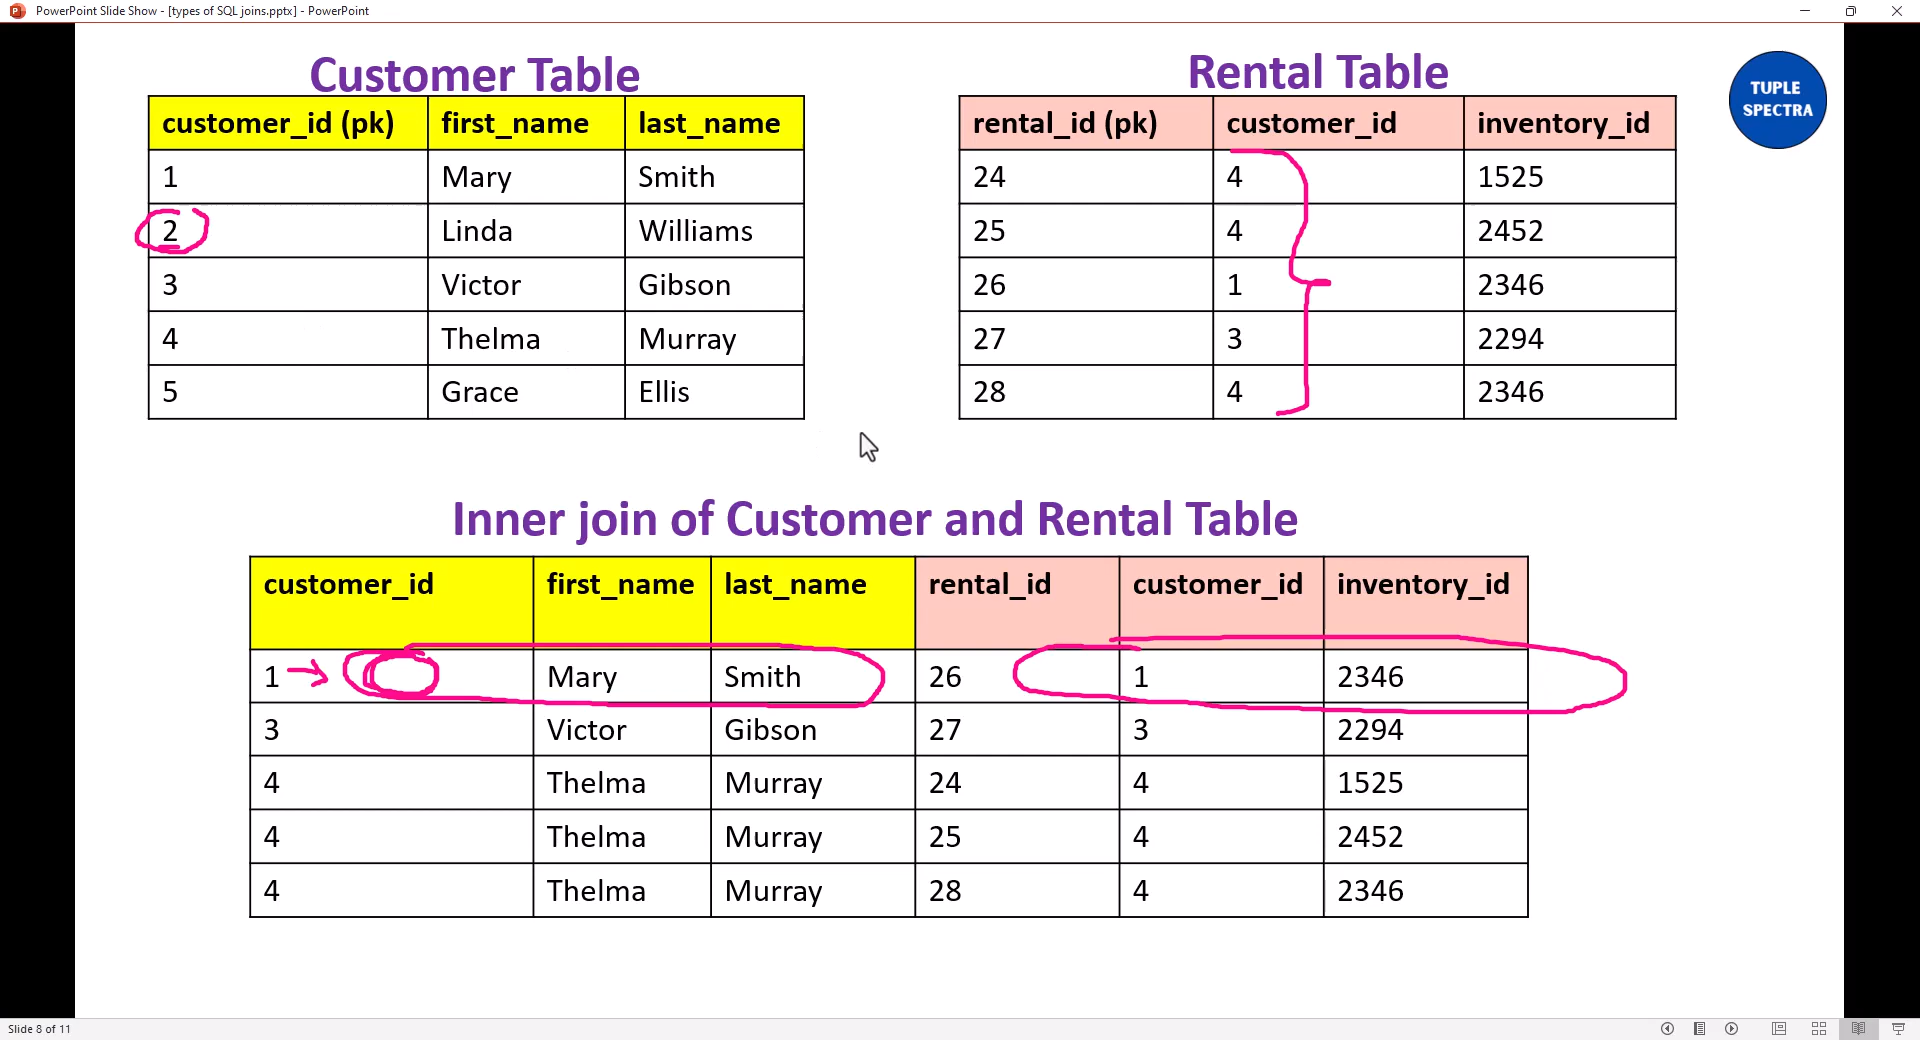 PowerPoint Slide Show - [types of SQL joins.pptx] - PowerPoint
Customer Table
customer_id (pk) first_name last_name
1 Mary Smith
2 Linda Williams
3 Victor Gibson
4 Thelma Murray
5 Grace Ellis
Rental Table
rental_id (pk) customer_id inventory_id
24 4 1525
25 4 2452
26 1 2346
27 3 2294
28 4 2346
TUPLE
SPECTRA
Inner join of Customer and Rental Table
customer_id first_name last_name rental_id customer_id inventory_id
1 Mary Smith 26 1 2346
3 Victor Gibson 27 3 2294
4 Thelma Murray 24 4 1525
4 Thelma Murray 25 4 2452
4 Thelma Murray 28 4 2346
Slide 8 of 11